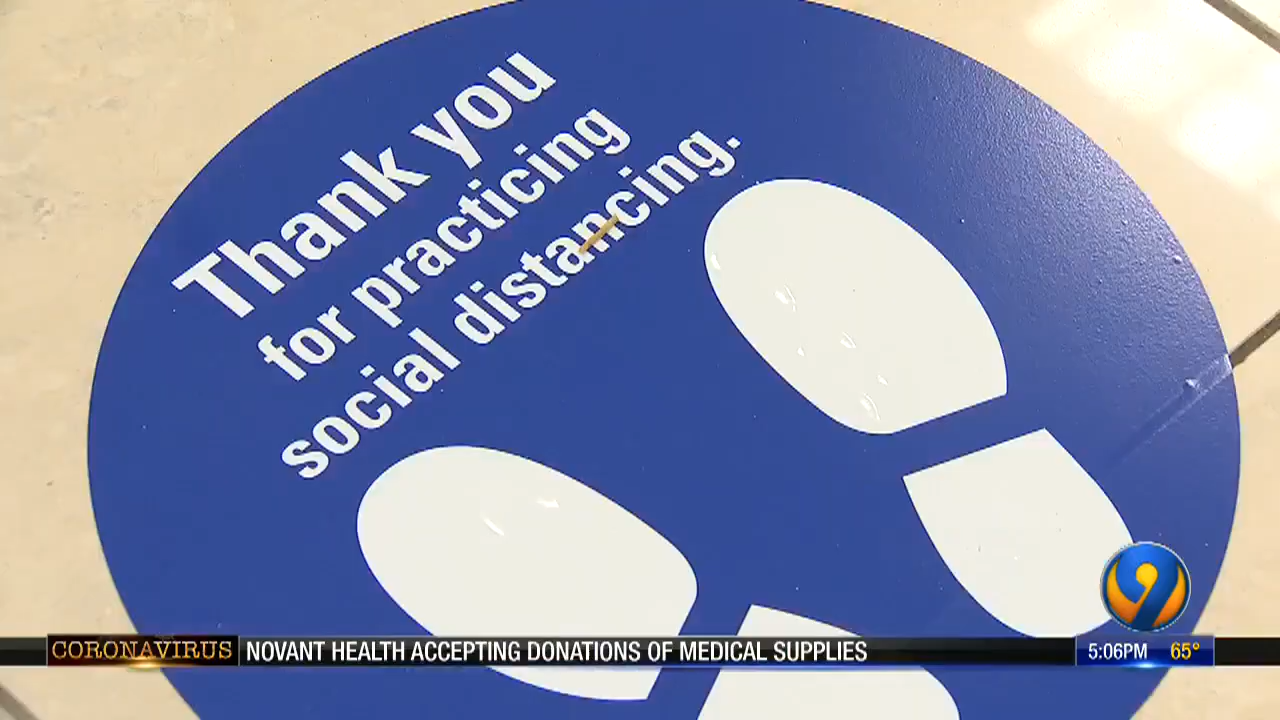 Thank you
for practicing
social distancing.
9
CORONAVIRUS
NOVANT HEALTH ACCEPTING DONATIONS OF MEDICAL SUPPLIES
5:06PM 65°